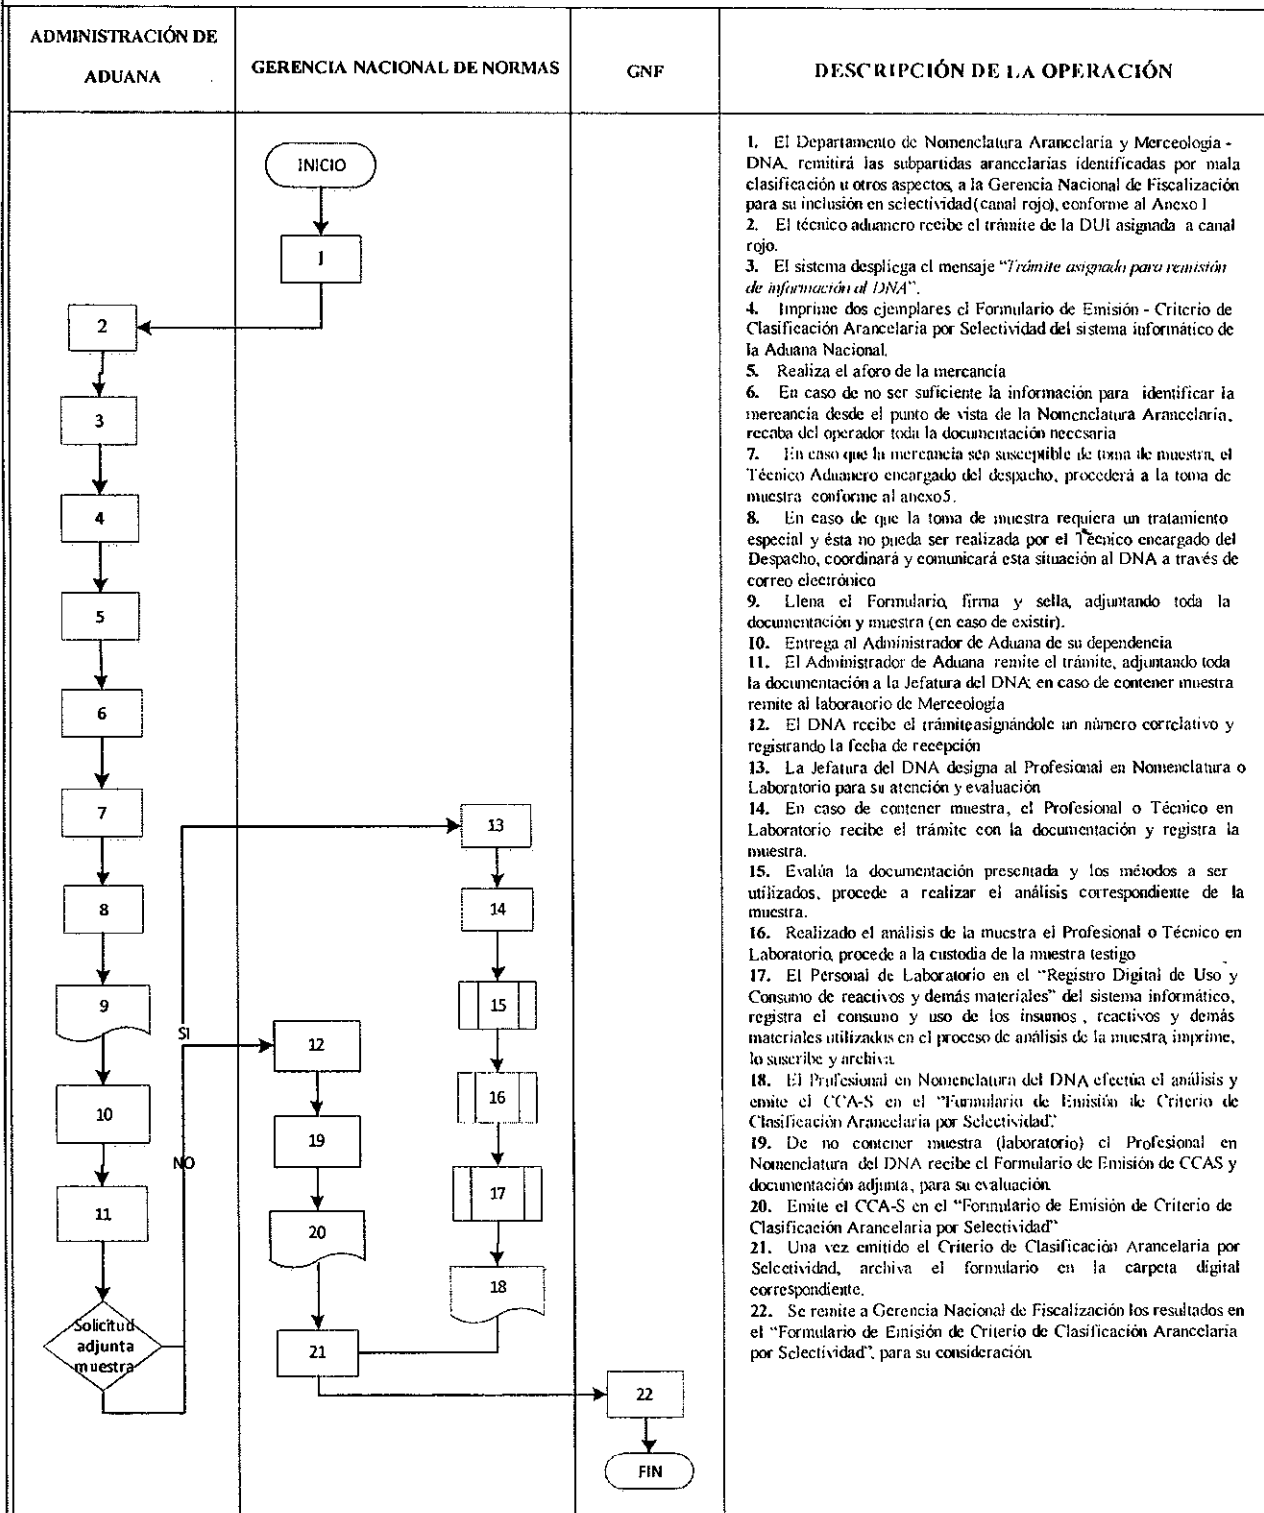 ADMINISTRACIÓN DE
ADUANA
GERENCIA NACIONAL DE NORMAS
GNF
DESCRIPCIÓN DE LA OPERACIÓN
INICIO
1
2
3
4
5
6
7
8
9
10
11
Solicitud
adjunta
muestra
SI
NO
12
19
20
21
13
14
15
16
17
18
22
FIN
1. El Departamento de Nomenclatura Arancelaria y Merceología -
DNA, remitirá las subpartidas arancelarias identificadas por mala
clasificación u otros aspectos, a la Gerencia Nacional de Fiscalización
para su inclusión en selectividad (canal rojo), conforme al Anexo 1
2. El técnico aduanero recibe el trámite de la DUI asignada a canal
rojo.
3. El sistema despliega el mensaje “Trámite asignado para remisión
de información al DNA”.
4. Imprime dos ejemplares el Formulario de Emisión - Criterio de
Clasificación Arancelaria por Selectividad del sistema informático de
la Aduana Nacional.
5. Realiza el aforo de la mercancía
6. En caso de no ser suficiente la información para identificar la
mercancía desde el punto de vista de la Nomenclatura Arancelaria,
recaba del operador toda la documentación necesaria
7. En caso que la mercancía sea susceptible de toma de muestra, el
Técnico Aduanero encargado del despacho, procederá a la toma de
muestra conforme al anexo5.
8. En caso de que la toma de muestra requiera un tratamiento
especial y ésta no pueda ser realizada por el Técnico encargado del
Despacho, coordinará y comunicará esta situación al DNA a través de
correo electrónico
9. Llena el Formulario, firma y sella, adjuntando toda la
documentación y muestra (en caso de existir).
10. Entrega al Administrador de Aduana de su dependencia
11. El Administrador de Aduana remite el trámite, adjuntando toda
la documentación a la Jefatura del DNA; en caso de contener muestra
remite al laboratorio de Merceología
12. El DNA recibe el trámite asignándole un número correlativo y
registrando la fecha de recepción
13. La Jefatura del DNA designa al Profesional en Nomenclatura o
Laboratorio para su atención y evaluación
14. En caso de contener muestra, el Profesional o Técnico en
Laboratorio recibe el trámite con la documentación y registra la
muestra.
15. Evalúa la documentación presentada y los métodos a ser
utilizados, procede a realizar el análisis correspondiente de la
muestra.
16. Realizado el análisis de la muestra el Profesional o Técnico en
Laboratorio, procede a la custodia de la muestra testigo
17. El Personal de Laboratorio en el “Registro Digital de Uso y
Consumo de reactivos y demás materiales” del sistema informático,
registra el consumo y uso de los insumos , reactivos y demás
materiales utilizados en el proceso de análisis de la muestra, imprime,
lo suscribe y archiva.
18. El Profesional en Nomenclatura del DNA efectúa el análisis y
emite el CCA-S en el “Formulario de Emisión de Criterio de
Clasificación Arancelaria por Selectividad”.
19. De no contener muestra (laboratorio) el Profesional en
Nomenclatura del DNA recibe el Formulario de Emisión de CCAS y
documentación adjunta, para su evaluación.
20. Emite el CCA-S en el “Formulario de Emisión de Criterio de
Clasificación Arancelaria por Selectividad”
21. Una vez emitido el Criterio de Clasificación Arancelaria por
Selectividad, archiva el formulario en la carpeta digital
correspondiente.
22. Se remite a Gerencia Nacional de Fiscalización los resultados en
el “Formulario de Emisión de Criterio de Clasificación Arancelaria
por Selectividad”, para su consideración.